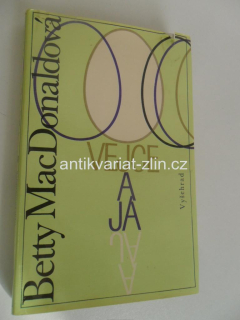 Betty MacDonaldová
VEJCE
A
JÁ
Vyšehrad
antikvariat-zlin.cz